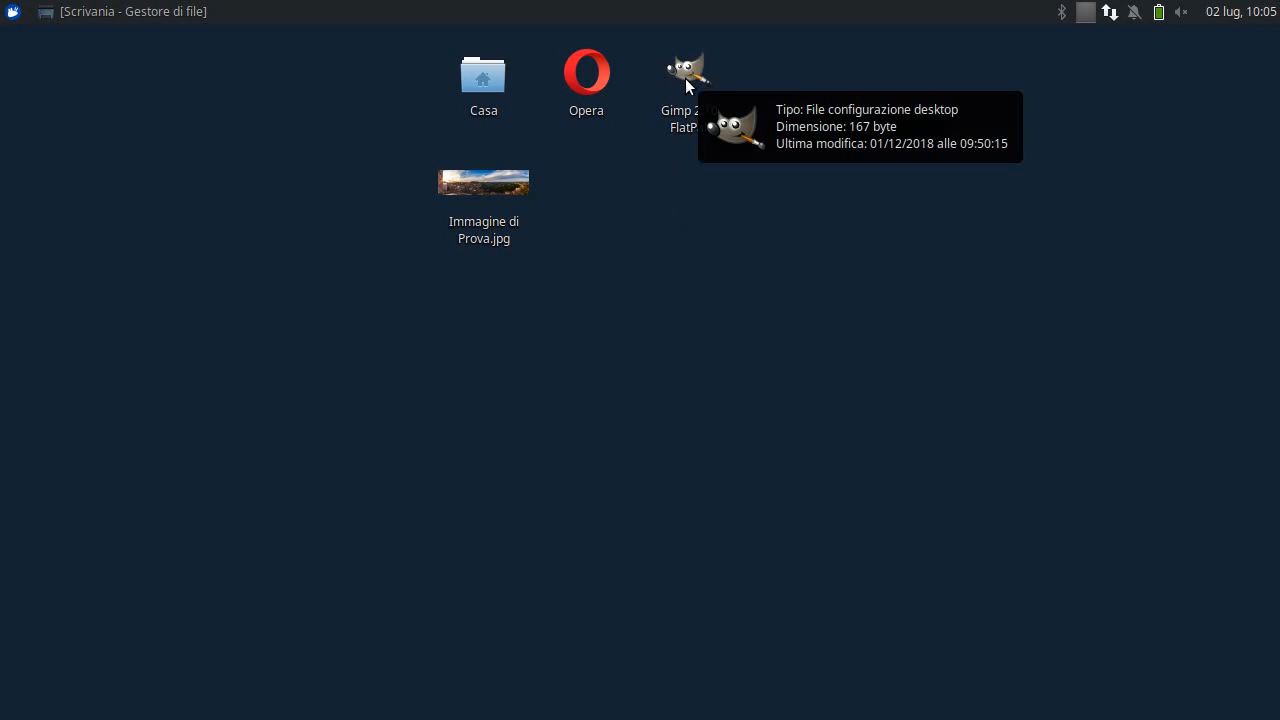 [Scrivania - Gestore di file]
02 lug, 10:05
Casa
Opera
Gimp 2.10
FlatP
Tipo: File configurazione desktop
Dimensione: 167 byte
Ultima modifica: 01/12/2018 alle 09:50:15
Immagine di
Prova.jpg